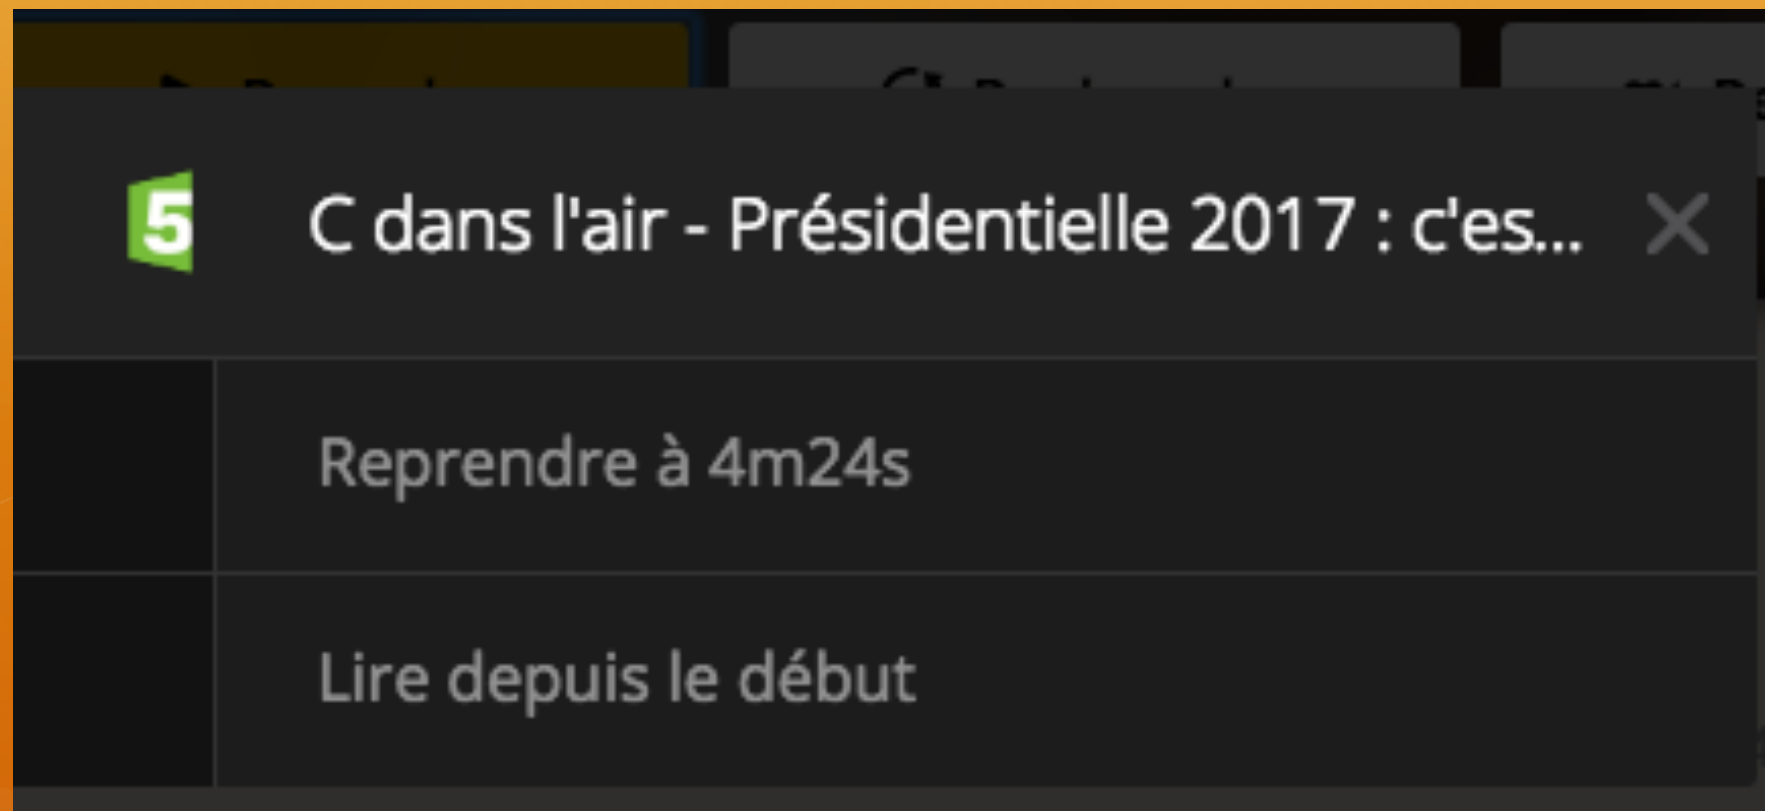 5
C dans l'air - Présidentielle 2017 : c'es...
Reprendre à 4m24s
Lire depuis le début